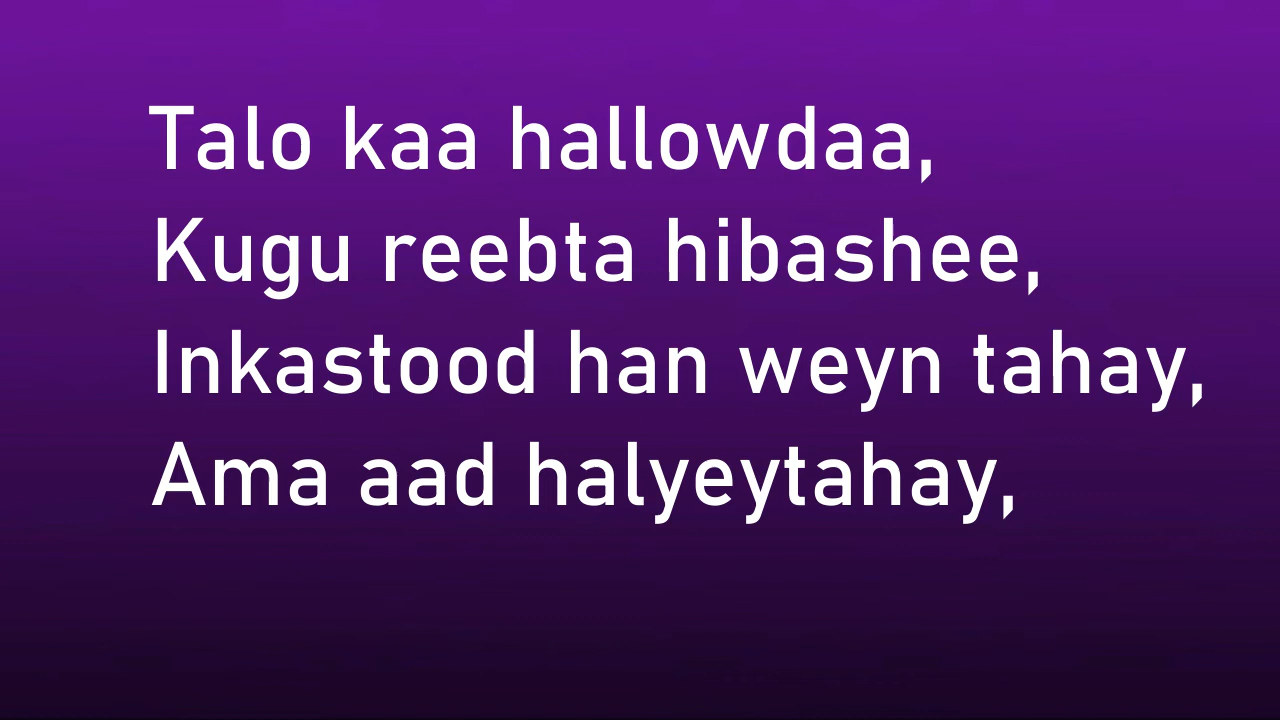 Talo kaa hallowdaa,
Kugu reebta hibashee,
Inkastood han weyn tahay,
Ama aad halyeytahay,